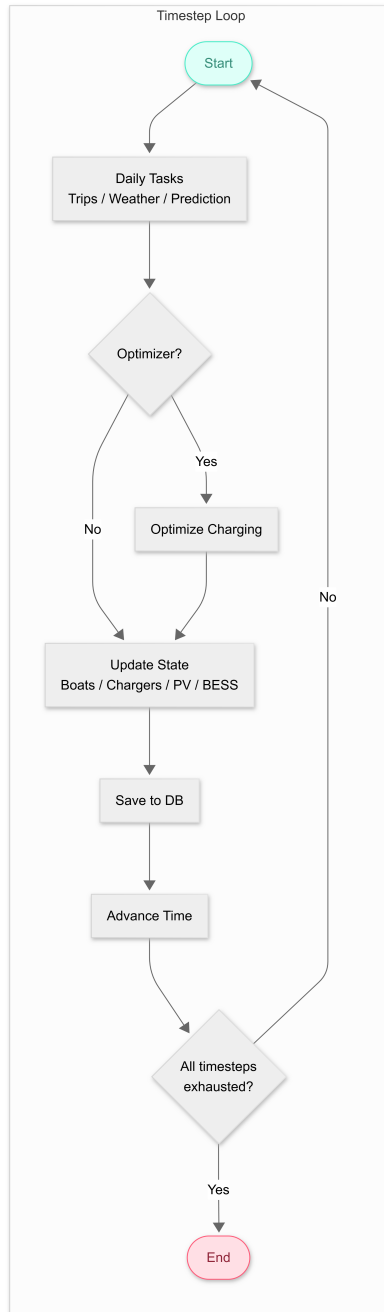 Timestep Loop
Start
Daily Tasks
Trips / Weather / Prediction
Optimizer?
Yes
Optimize Charging
No
No
Update State
Boats / Chargers / PV / BESS
Save to DB
Advance Time
All timesteps
exhausted?
Yes
End